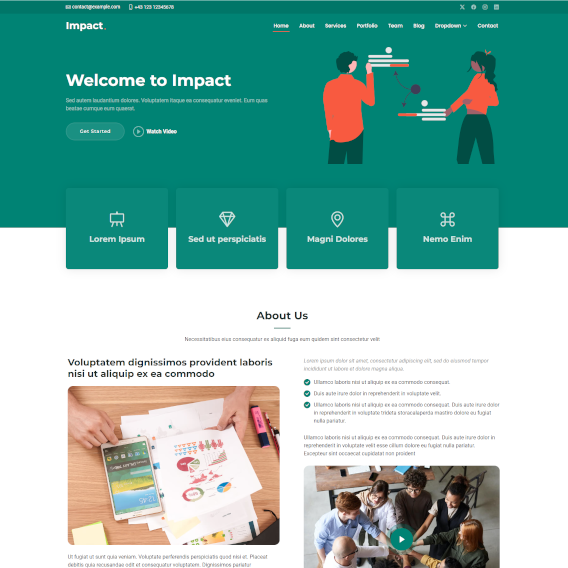 contact@example.com +43 123 12345678
Impact.
Home About Services Portfolio Team Blog Dropdown Contact
Welcome to Impact
Sed autem laudantium dolores. Voluptatem itaque ea consequatur eveniet. Eum quas
beatae cumque eum quaerat.
Get Started Watch Video
Lorem Ipsum Sed ut perspiciatis Magni Dolores Nemo Enim
About Us
Necessitatibus eius consequatur ex aliquid fuga eum quidem sint consectetur velit
Voluptatem dignissimos provident laboris
nisi ut aliquip ex ea commodo
Ut fugiat ut sunt quia veniam. Voluptate perferendis perspiciatis quod nisi et. Placeat
debitis quia recusandae odit et consequatur voluptatem. Dignissimos pariatur
Lorem ipsum dolor sit amet, consectetur adipiscing elit, sed do eiusmod tempor
incididunt ut labore et dolore magna aliqua.
Ullamco laboris nisi ut aliquip ex ea commodo consequat.
Duis aute irure dolor in reprehenderit in voluptate velit.
Ullamco laboris nisi ut aliquip ex ea commodo consequat. Duis aute irure dolor
in reprehenderit in voluptate trideta storacalaperda mastiro dolore eu fugiat
nulla pariatur.
Ullamco laboris nisi ut aliquip ex ea commodo consequat. Duis aute irure dolor in
reprehenderit in voluptate velit esse cillum dolore eu fugiat nulla pariatur.
Excepteur sint occaecat cupidatat non proident